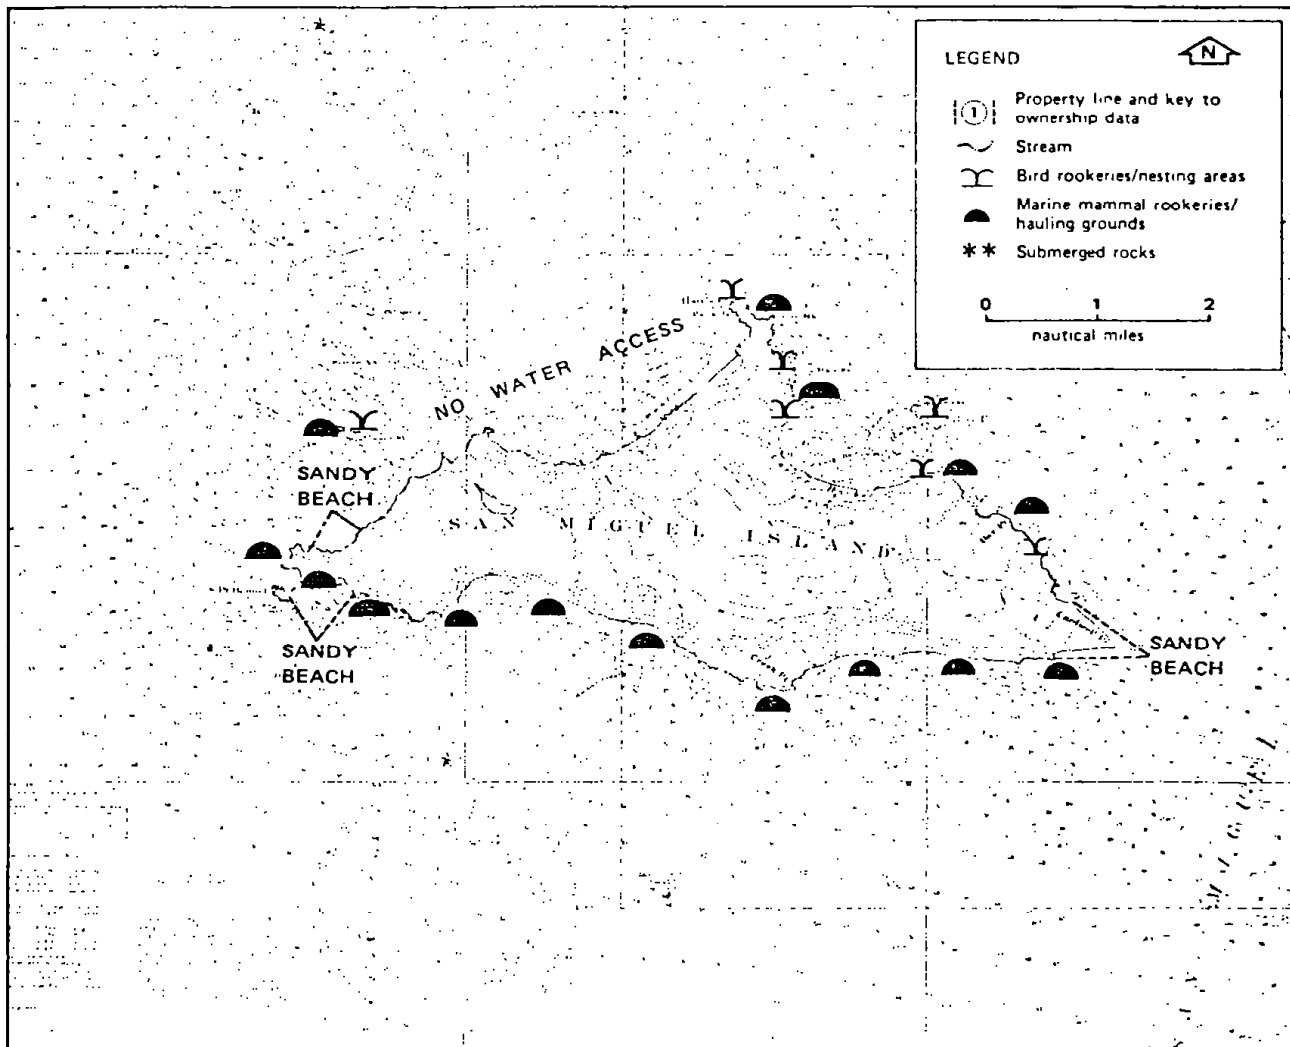 LEGEND
N
1
Property line and key to
ownership data
Stream
Bird rookeries/nesting areas
Marine mammal rookeries/
hauling grounds
** Submerged rocks
0 1 2
nautical miles
NO WATER ACCESS
SANDY
BEACH
SAN MIGUEL ISLAND
SANDY
BEACH
SANDY
BEACH